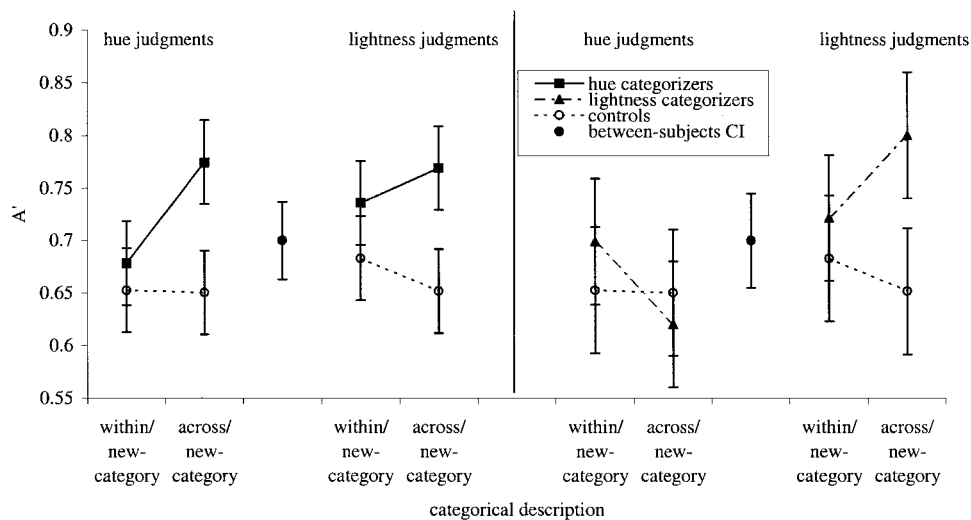 0.9
0.85
0.8
0.75
0.7
0.65
0.6
0.55
A'
hue judgments
lightness judgments
hue judgments
lightness judgments
hue categorizers
lightness categorizers
controls
between-subjects CI
within/
new-
category
across/
new-
category
within/
new-
category
across/
new-
category
within/
new-
category
across/
new-
category
within/
new-
category
across/
new-
category
categorical description